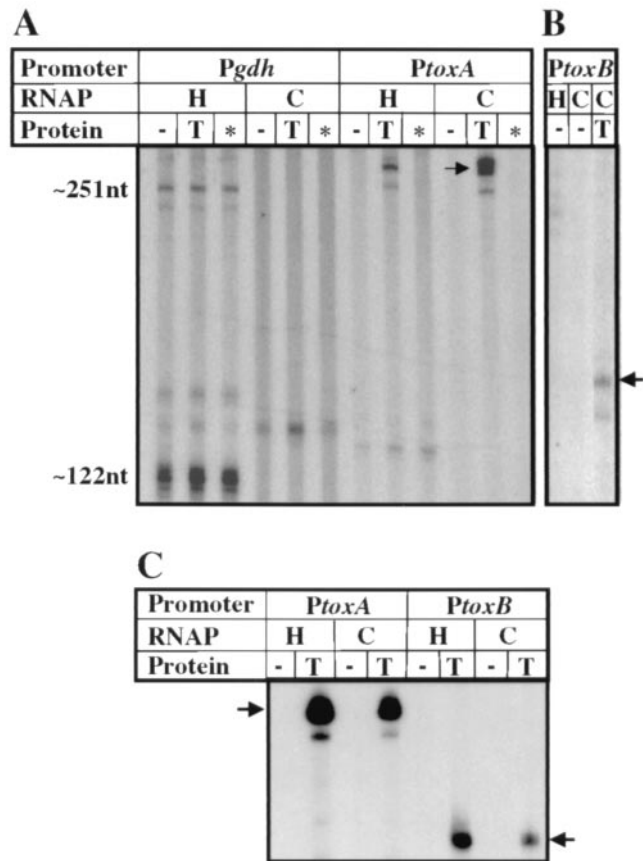 A
B
Promoter Pgdh PtoxA PtoxB
RNAP H C H C H C C
Protein - T * - T * - T * - T * - - T
~251nt
~122nt
C
Promoter PtoxA PtoxB
RNAP H C H C
Protein - T - T - T - T